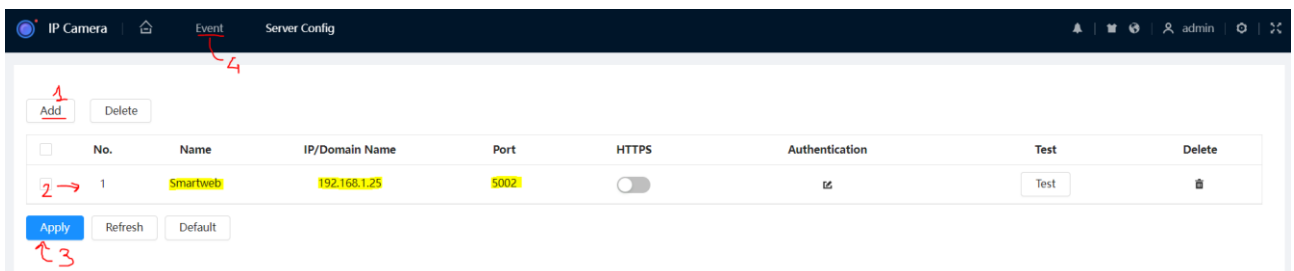 IP Camera Event Server Config admin
4
1
Add Delete
No. Name IP/Domain Name Port HTTPS Authentication Test Delete
2 → 1 Smartweb 192.168.1.25 5002 Test
Apply Refresh Default
3